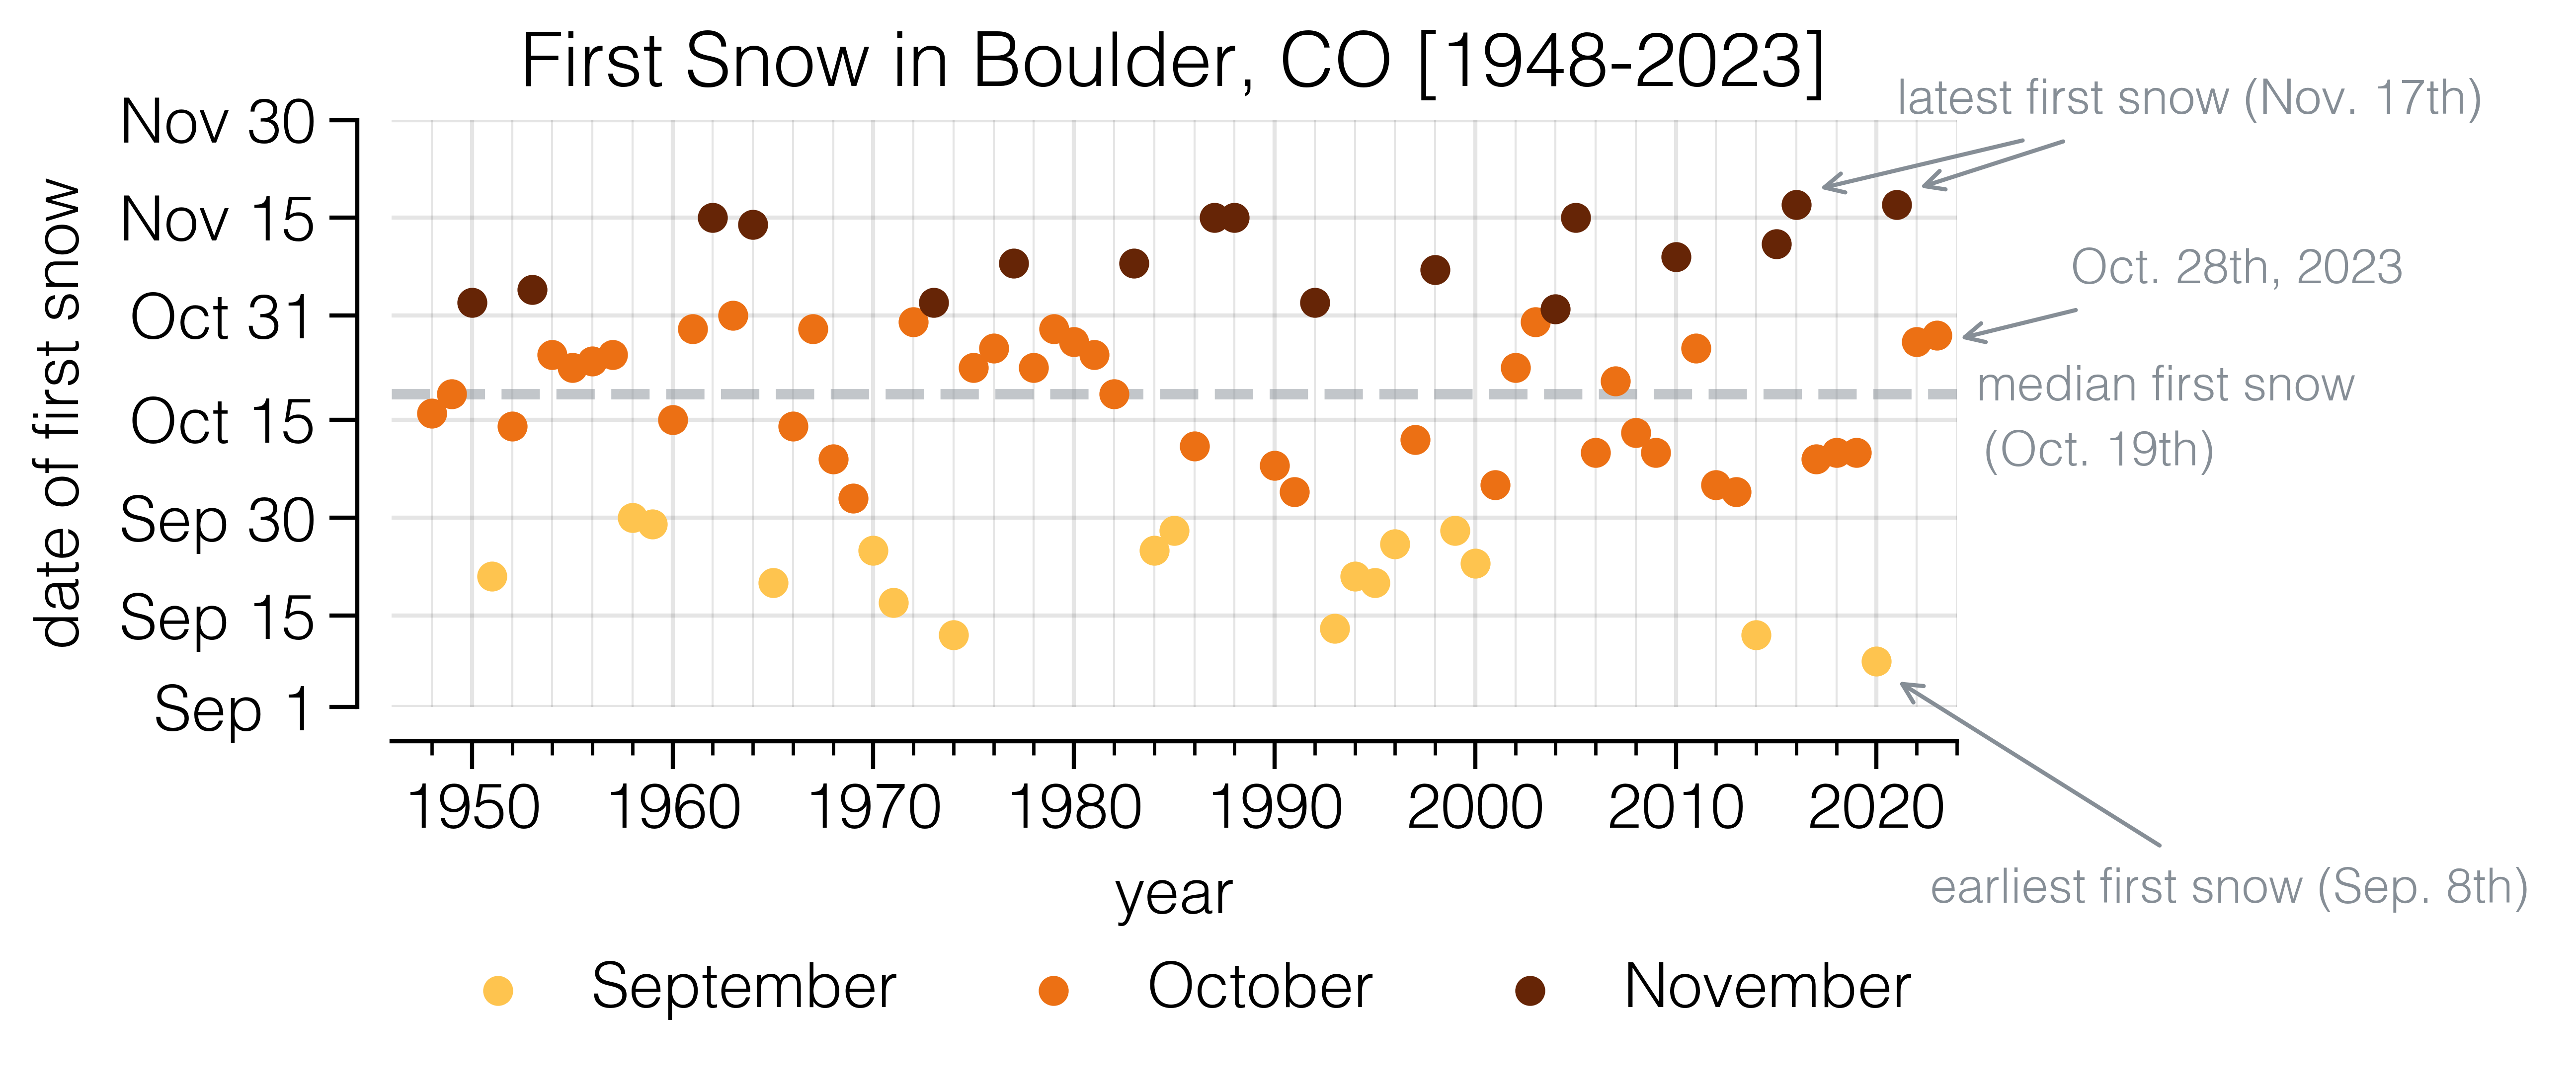 First Snow in Boulder, CO [1948-2023]
latest first snow (Nov. 17th)
Nov 30
Nov 15
Oct 31
Oct 15
Sep 30
Sep 15
Sep 1
date of first snow
Oct. 28th, 2023
median first snow
(Oct. 19th)
1950 1960 1970 1980 1990 2000 2010 2020
year
earliest first snow (Sep. 8th)
September October November